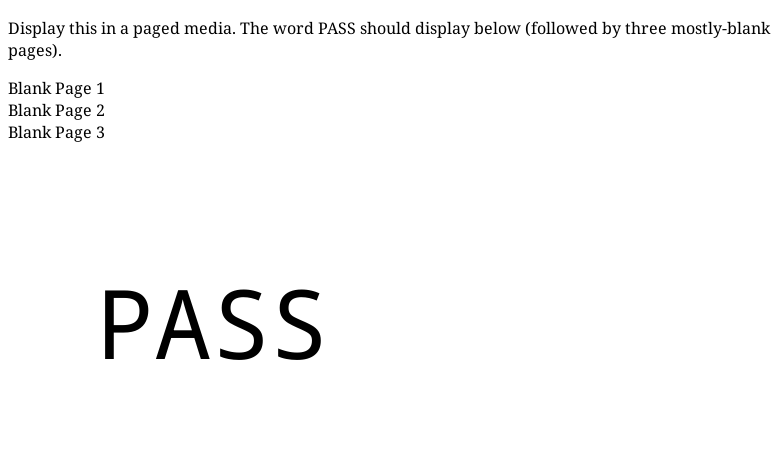 Display this in a paged media. The word PASS should display below (followed by three mostly-blank
pages).
Blank Page 1
Blank Page 2
Blank Page 3
PASS